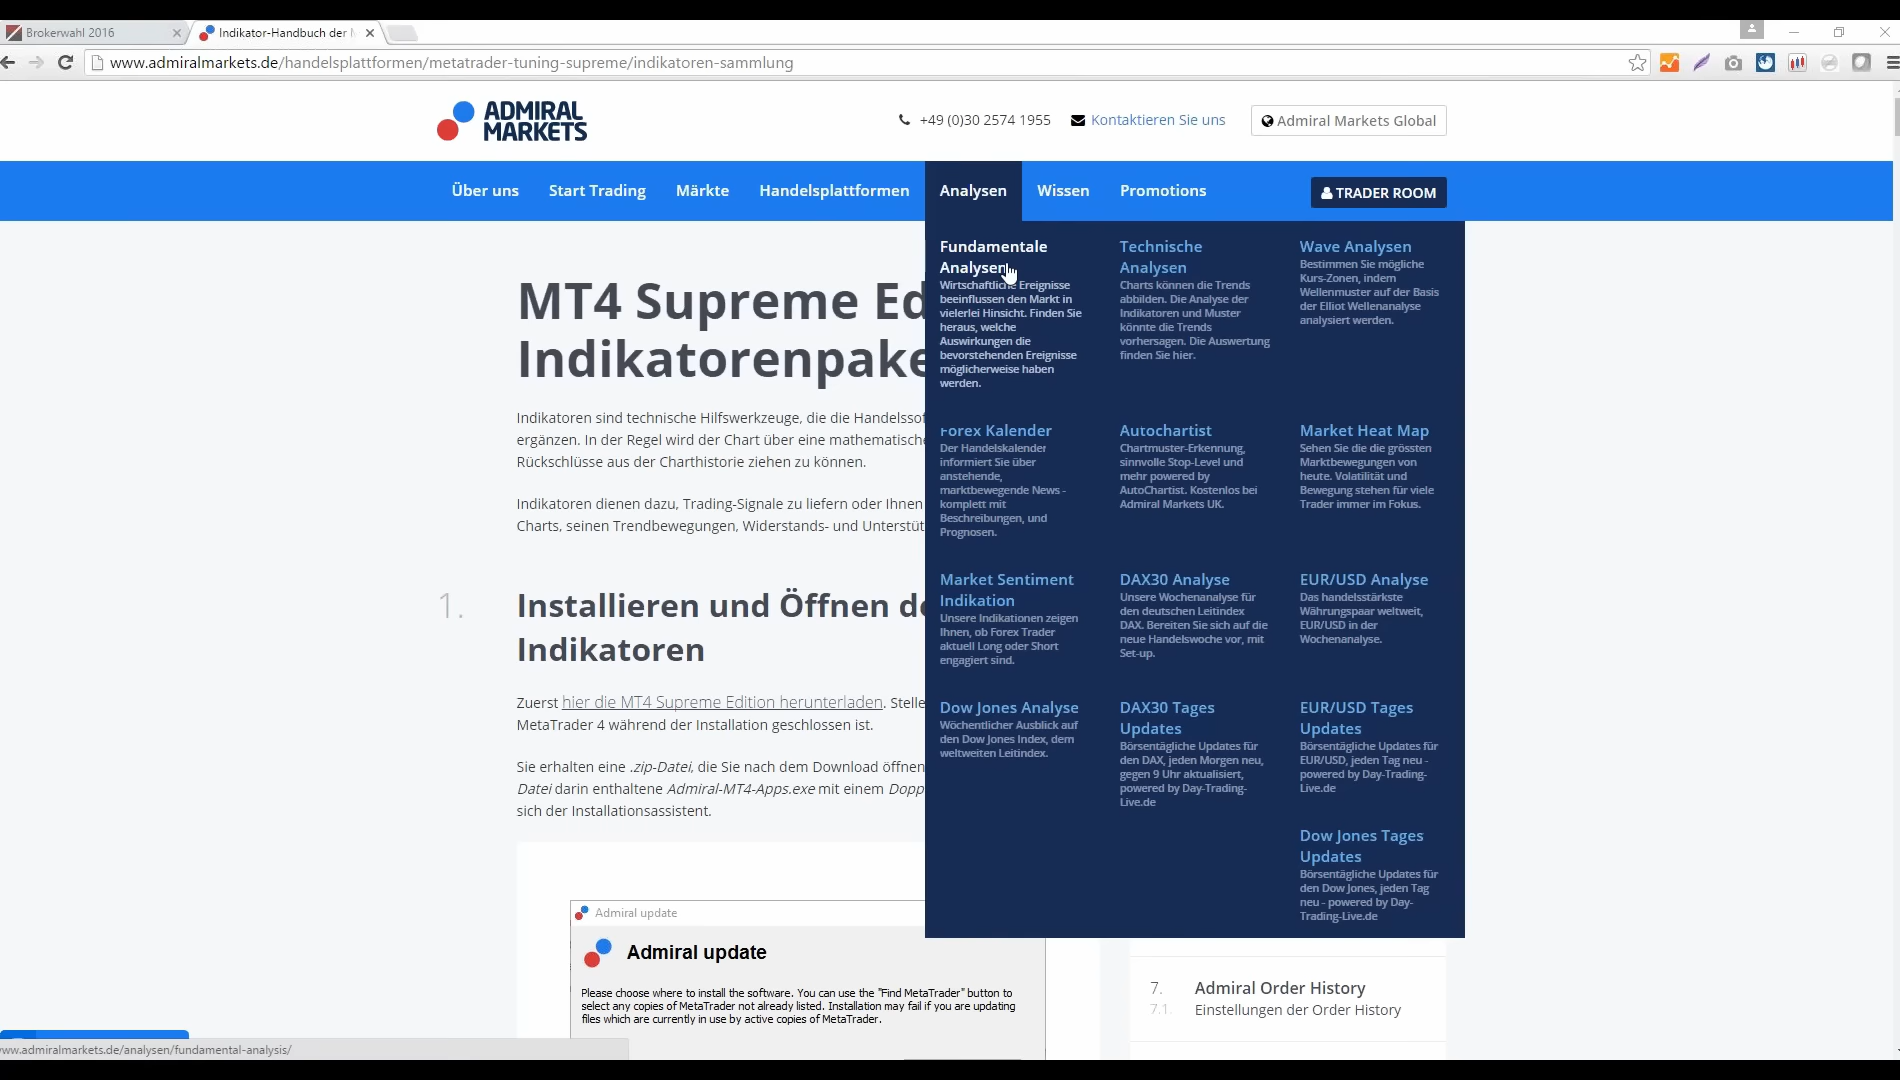 Brokerwahl 2016
Indikator-Handbuch der
www.admiralmarkets.de/handelsplattformen/metatrader-tuning-supreme/indikatoren-sammlung
ADMIRAL
MARKETS
+49 (0)30 2574 1955
Kontaktieren Sie uns
Admiral Markets Global
Über uns
Start Trading
Märkte
Handelsplattformen
Analysen
Wissen
Promotions
TRADER ROOM
MT4 Supreme Ed
Indikatorenpake
Indikatoren sind technische Hilfswerkzeuge, die die Handelssof
ergänzen. In der Regel wird der Chart über eine mathematische
Rückschlüsse aus der Charthistorie ziehen zu können.
Indikatoren dienen dazu, Trading-Signale zu liefern oder Ihnen
Charts, seinen Trendbewegungen, Widerstands- und Unterstüt
1.
Installieren und Öffnen de
Indikatoren
Zuerst hier die MT4 Supreme Edition herunterladen. Stelle
MetaTrader 4 während der Installation geschlossen ist.
Sie erhalten eine .zip-Datei, die Sie nach dem Download öffnen
Datei darin enthaltene Admiral-MT4-Apps.exe mit einem Dopp
sich der Installationsassistent.
Admiral update
Admiral update
Please choose where to install the software. You can use the "Find MetaTrader" button to
select any copies of MetaTrader not already listed. Installation may fail if you are updating
files which are currently in use by active copies of MetaTrader.
Fundamentale
Analysen
Wirtschaftliche Ereignisse
beeinflussen den Markt in
vielerlei Hinsicht. Finden Sie
heraus, welche
Auswirkungen die
bevorstehenden Ereignisse
möglicherweise haben
werden.
Technische
Analysen
Charts können die Trends
abbilden. Die Analyse der
Indikatoren und Muster
könnte die Trends
vorhersagen. Die Auswertung
finden Sie hier.
Wave Analysen
Bestimmen Sie mögliche
Kurs-Zonen, indem
Wellenmuster auf der Basis
der Elliot Wellenanalyse
analysiert werden.
Forex Kalender
Der Handelskalender
informiert Sie über
anstehende,
marktbewegende News -
komplett mit
Beschreibungen, und
Prognosen.
Autochartist
Chartmuster-Erkennung,
sinnvolle Stop-Level und
mehr powered by
AutoChartist. Kostenlos bei
Admiral Markets UK.
Market Heat Map
Sehen Sie die die grössten
Marktbewegungen von
heute. Volatilität und
Bewegung stehen für viele
Trader immer im Fokus.
Market Sentiment
Indikation
Unsere Indikationen zeigen
Ihnen, ob Forex Trader
aktuell Long oder Short
engagiert sind.
DAX30 Analyse
Unsere Wochenanalyse für
den deutschen Leitindex
DAX. Bereiten Sie sich auf die
neue Handelswoche vor, mit
Set-up.
EUR/USD Analyse
Das handelsstärkste
Währungspaar weltweit,
EUR/USD in der
Wochenanalyse.
Dow Jones Analyse
Wöchentlicher Ausblick auf
den Dow Jones Index, dem
weltweiten Leitindex.
DAX30 Tages
Updates
Börsentägliche Updates für
den DAX, jeden Morgen neu,
gegen 9 Uhr aktualisiert,
powered by Day-Trading-
Live.de
EUR/USD Tages
Updates
Börsentägliche Updates für
EUR/USD, jeden Tag neu -
powered by Day-Trading-
Live.de
Dow Jones Tages
Updates
Börsentägliche Updates für
den Dow Jones, jeden Tag
neu - powered by Day-
Trading-Live.de
7.
Admiral Order History
7.1.
Einstellungen der Order History
www.admiralmarkets.de/analysen/fundamental-analysis/